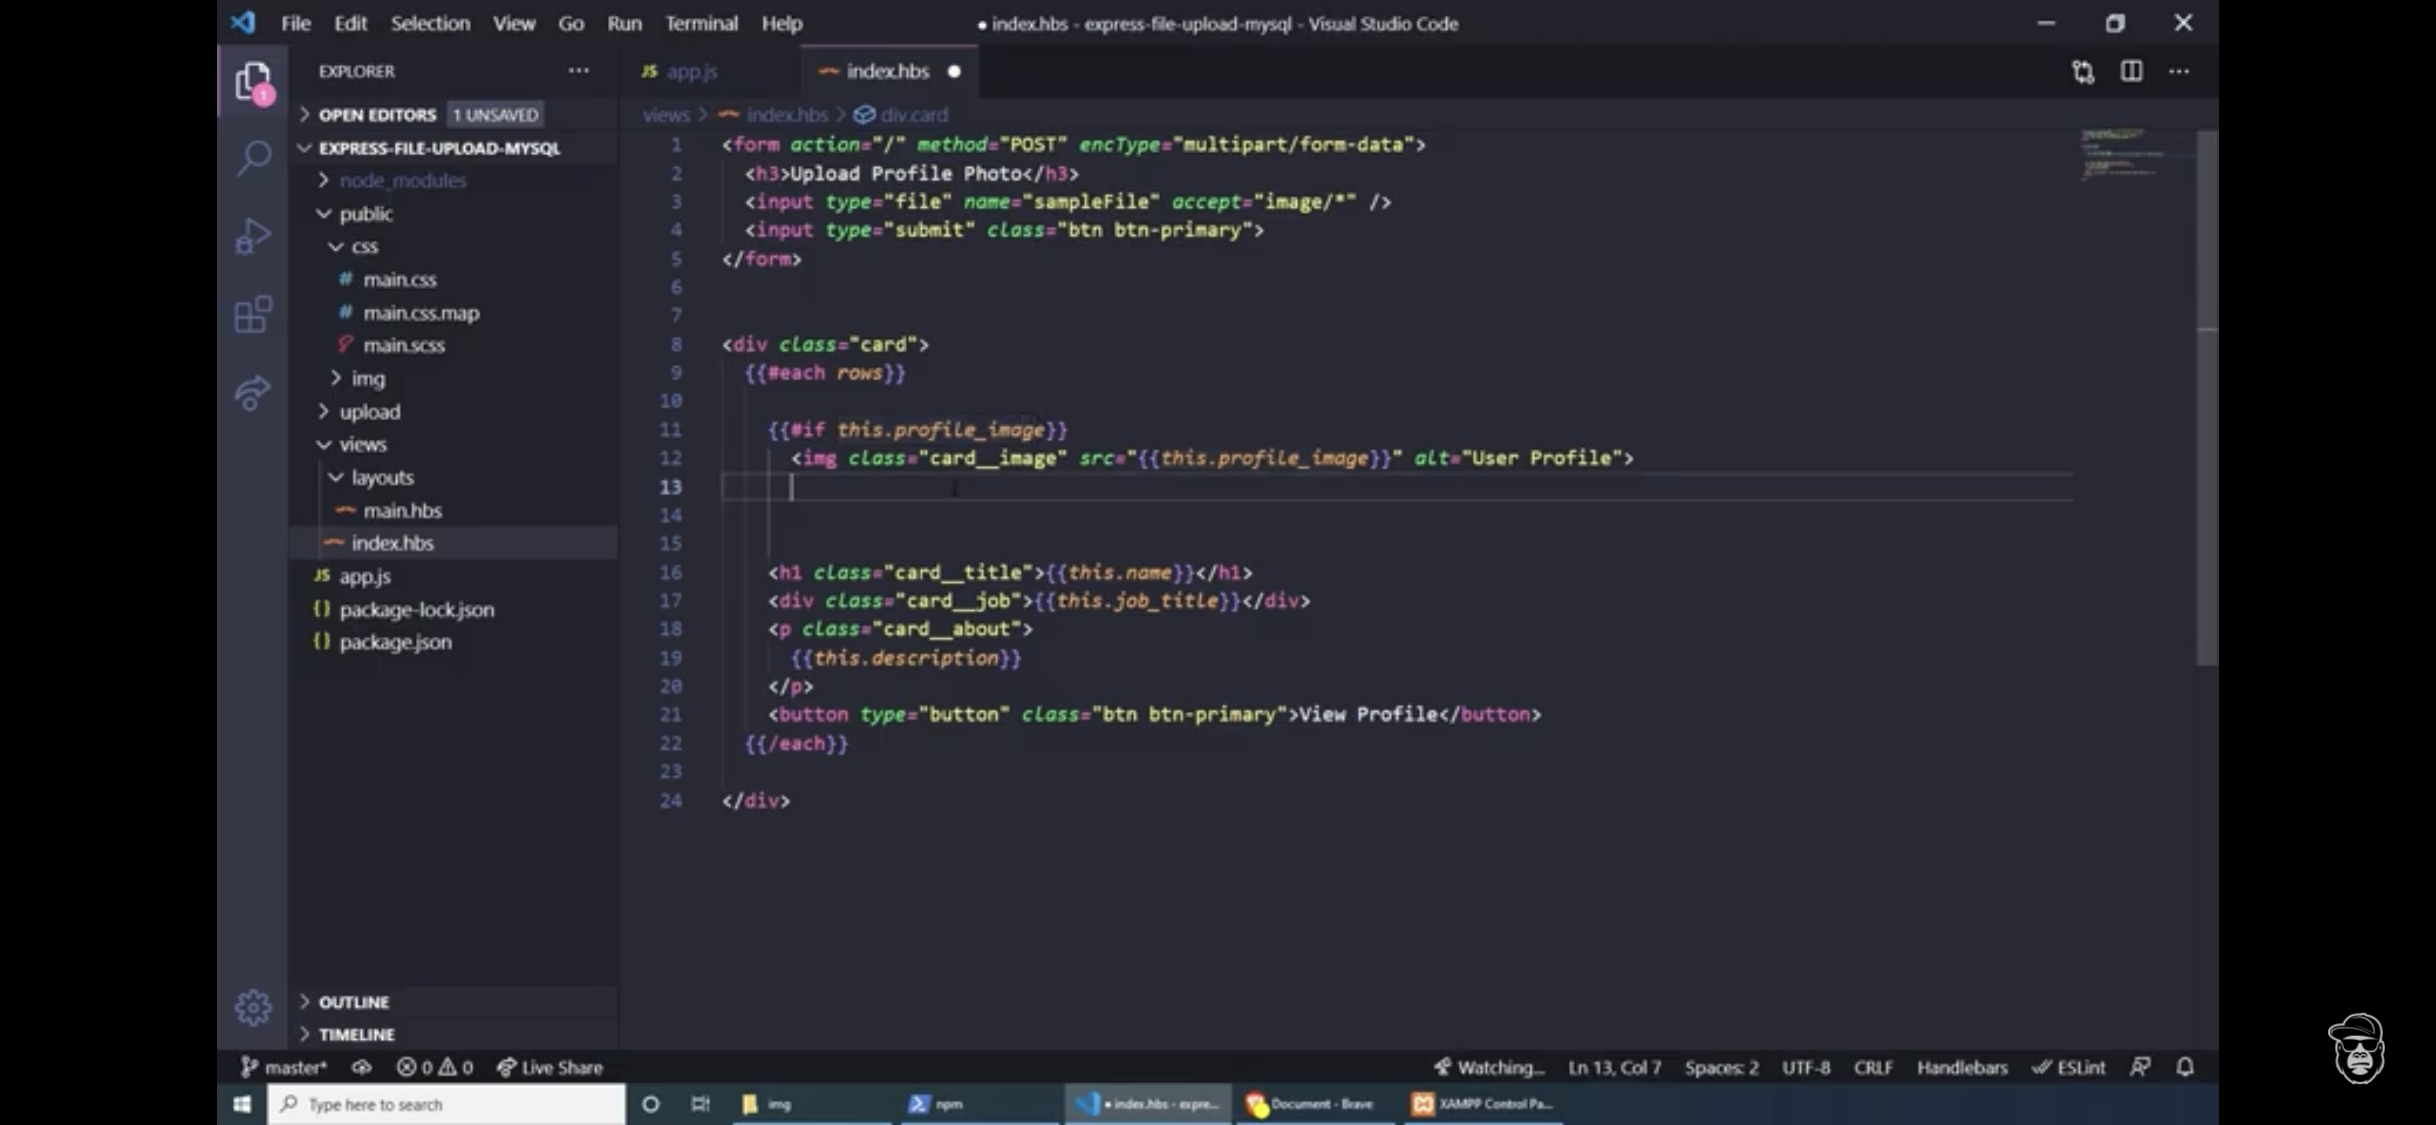 File Edit Selection View Go Run Terminal Help
● index.hbs - express-file-upload-mysql - Visual Studio Code
EXPLORER
JS app.js
index.hbs
1
OPEN EDITORS 1 UNSAVED
views > index.hbs > div.card
EXPRESS-FILE-UPLOAD-MYSQL
node_modules
public
css
main.css
main.css.map
main.scss
img
upload
views
layouts
main.hbs
index.hbs
JS app.js
{} package-lock.json
{} package.json
OUTLINE
TIMELINE
1 <form action="/" method="POST" encType="multipart/form-data">
2 <h3>Upload Profile Photo</h3>
3 <input type="file" name="sampleFile" accept="image/*" />
4 <input type="submit" class="btn btn-primary">
5 </form>
6
7
8 <div class="card">
9 {{#each rows}}
10
11 {{#if this.profile_image}}
12 <img class="card__image" src="{{this.profile_image}}" alt="User Profile">
13
14
15
16 <h1 class="card__title">{{this.name}}</h1>
17 <div class="card__job">{{this.job_title}}</div>
18 <p class="card__about">
19 {{this.description}}
20 </p>
21 <button type="button" class="btn btn-primary">View Profile</button>
22 {{/each}}
23
24 </div>
master* 0 0 Live Share
Watching... Ln 13, Col 7 Spaces: 2 UTF-8 CRLF Handlebars ESLint
Type here to search
img
npm
● index.hbs - expre...
Document - Brave
XAMPP Control Pa...